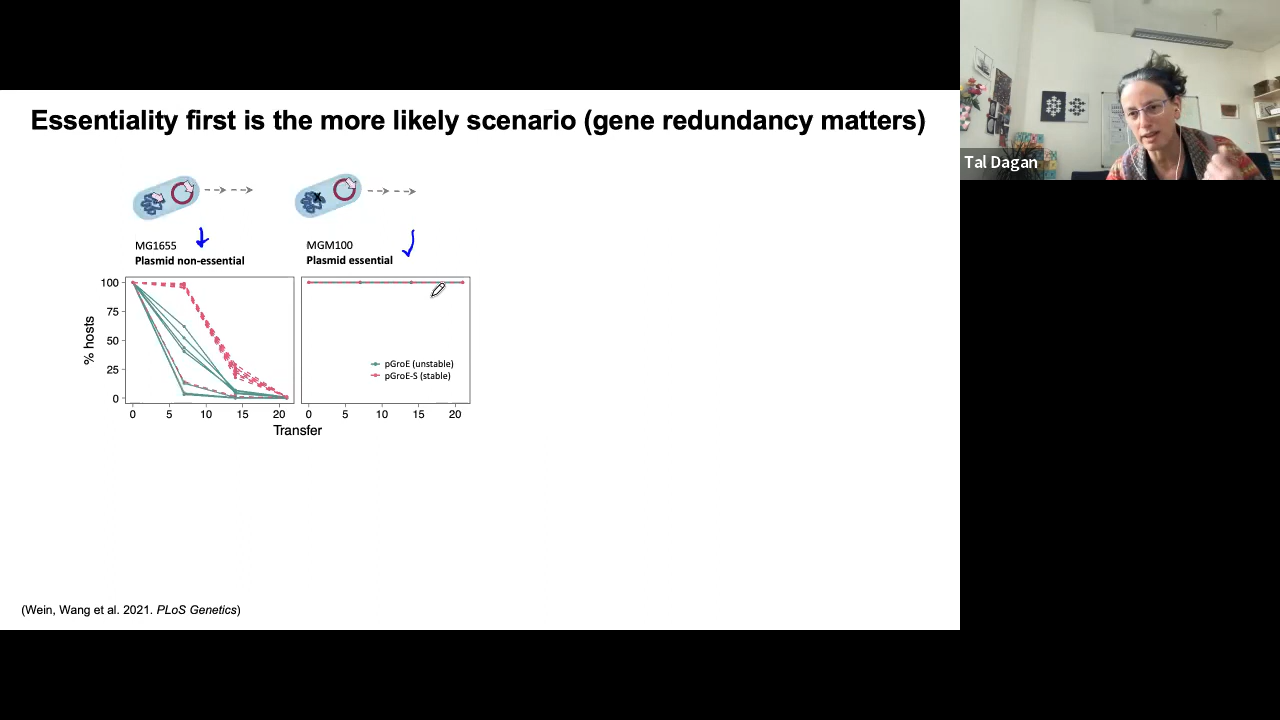 Essentiality first is the more likely scenario (gene redundancy matters)
Tal Dagan
MG1655
Plasmid non-essential
MGM100
Plasmid essential
100
75
50
25
0
% hosts
pGroE (unstable)
pGroE-S (stable)
0 5 10 15 20
0 5 10 15 20
Transfer
(Wein, Wang et al. 2021. PLoS Genetics)